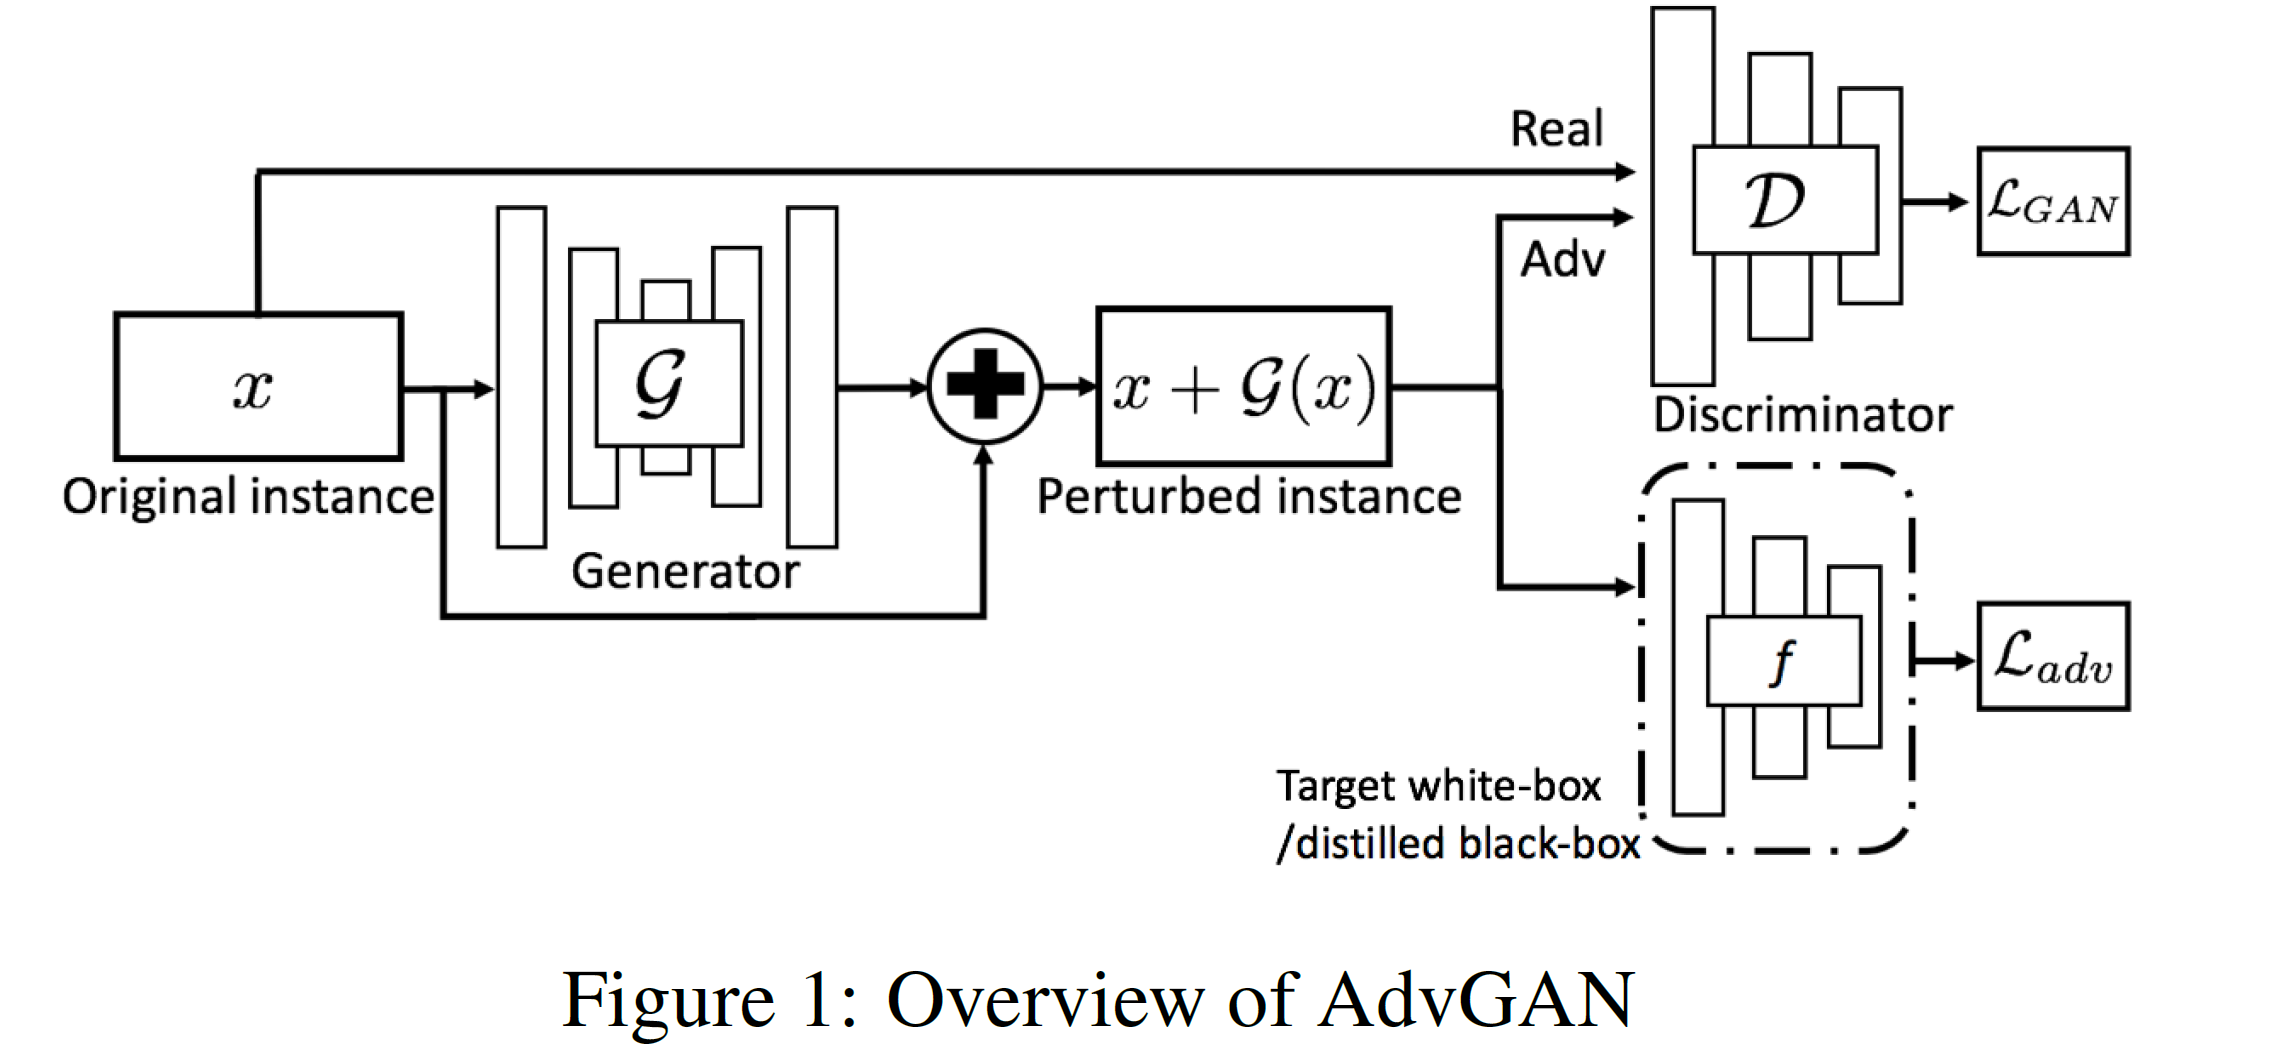 Real
Adv
𝒟
ℒ_GAN
Discriminator
x
Original instance
𝒢
Generator
+
x + 𝒢(x)
Perturbed instance
f
ℒ_adv
Target white-box
/distilled black-box
Figure 1: Overview of AdvGAN